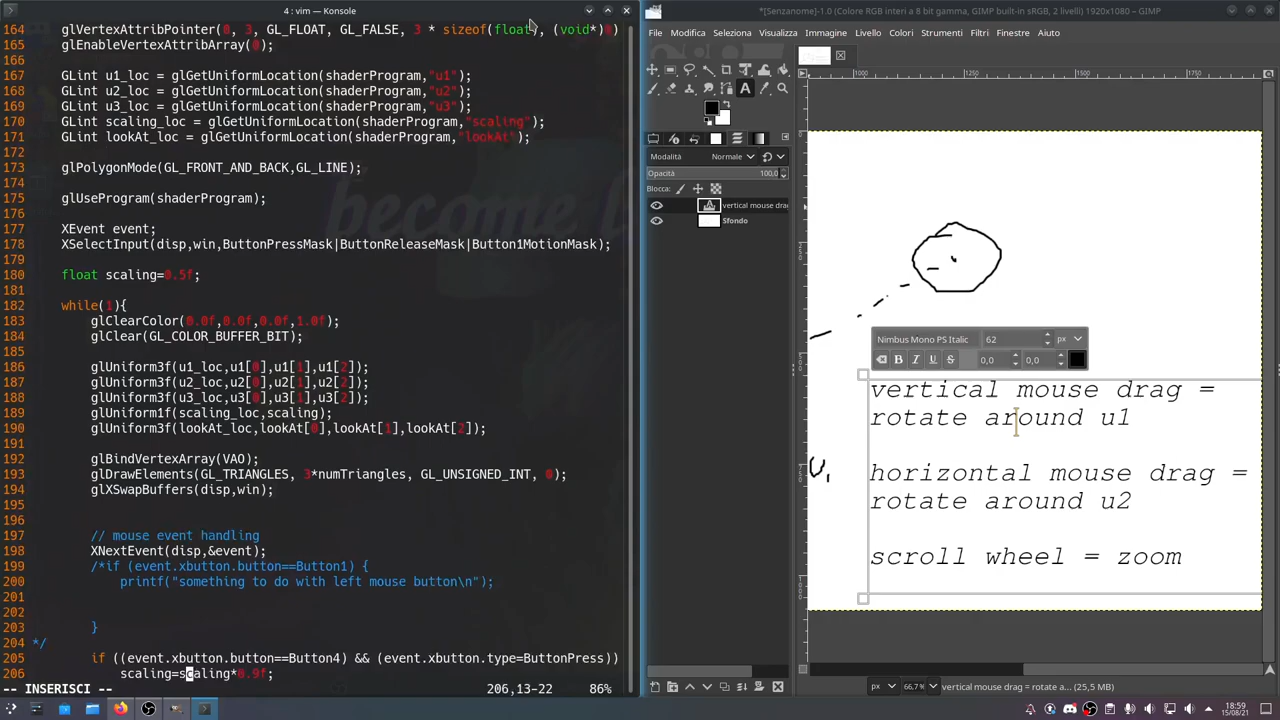 4 : vim — Konsole
164 glVertexAttribPointer(0, 3, GL_FLOAT, GL_FALSE, 3 * sizeof(float), (void*)0)
165 glEnableVertexAttribArray(0);
166
167 GLint u1_loc = glGetUniformLocation(shaderProgram,"u1");
168 GLint u2_loc = glGetUniformLocation(shaderProgram,"u2");
169 GLint u3_loc = glGetUniformLocation(shaderProgram,"u3");
170 GLint scaling_loc = glGetUniformLocation(shaderProgram,"scaling");
171 GLint lookAt_loc = glGetUniformLocation(shaderProgram,"lookAt");
172
173 glPolygonMode(GL_FRONT_AND_BACK,GL_LINE);
174
175 glUseProgram(shaderProgram);
176
177 XEvent event;
178 XSelectInput(disp,win,ButtonPressMask|ButtonReleaseMask|Button1MotionMask);
179
180 float scaling=0.5f;
181
182 while(1){
183 glClearColor(0.0f,0.0f,0.0f,1.0f);
184 glClear(GL_COLOR_BUFFER_BIT);
185
186 glUniform3f(u1_loc,u1[0],u1[1],u1[2]);
187 glUniform3f(u2_loc,u2[0],u2[1],u2[2]);
188 glUniform3f(u3_loc,u3[0],u3[1],u3[2]);
189 glUniform1f(scaling_loc,scaling);
190 glUniform3f(lookAt_loc,lookAt[0],lookAt[1],lookAt[2]);
191
192 glBindVertexArray(VAO);
193 glDrawElements(GL_TRIANGLES, 3*numTriangles, GL_UNSIGNED_INT, 0);
194 glXSwapBuffers(disp,win);
195
196
197 // mouse event handling
198 XNextEvent(disp,&event);
199 /*if (event.xbutton.button==Button1) {
200 printf("something to do with left mouse button\n");
201
202
203 }
204 */
205 if ((event.xbutton.button==Button4) && (event.xbutton.type=ButtonPress))
206 scaling=scaling*0.9f;
-- INSERISCI -- 206,13-22 86%
become
*[Senzanome]-1.0 (Colore RGB interi a 8 bit gamma, GIMP built-in sRGB, 2 livelli) 1920x1080 – GIMP
File Modifica Seleziona Visualizza Immagine Livello Colori Strumenti Filtri Finestre Aiuto
1000 1250 1500 1750
Modalità Normale
Opacità 100,0
Blocca:
vertical mouse drag
Sfondo
Nimbus Mono PS Italic 62 px
0,0 0,0
vertical mouse drag =
rotate around u1
horizontal mouse drag =
rotate around u2
scroll wheel = zoom
U1
px 66,7% vertical mouse drag = rotate a... (25,5 MB)
18:59
15/08/21